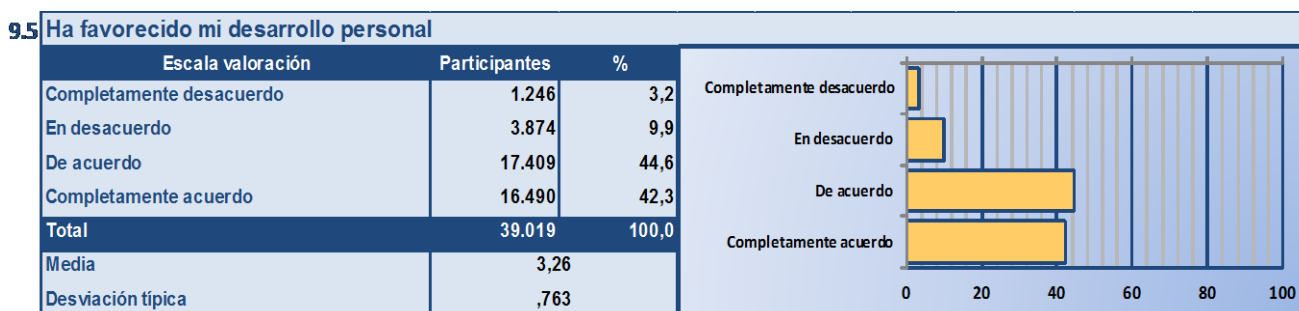 9.5 Ha favorecido mi desarrollo personal
Escala valoración Participantes %
Completamente desacuerdo 1.246 3,2
En desacuerdo 3.874 9,9
De acuerdo 17.409 44,6
Completamente acuerdo 16.490 42,3
Total 39.019 100,0
Media 3,26
Desviación típica ,763
Completamente desacuerdo
En desacuerdo
De acuerdo
Completamente acuerdo
0 20 40 60 80 100